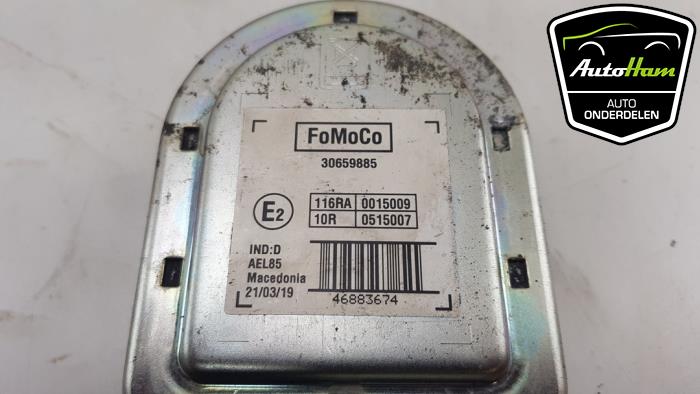 FoMoCo
30659885
E2
116RA 0015009
10R 0515007
IND:D
AEL85
Macedonia
21/03/19
46883674
AutoHam
AUTO
ONDERDELEN